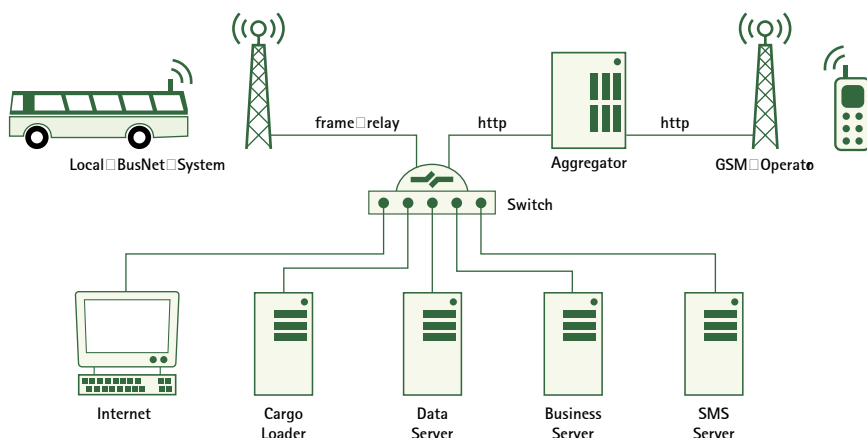 frame□relay
http
http
Local□BusNet□System
Aggregator
GSM□Operator
Switch
Internet
Cargo
Loader
Data
Server
Business
Server
SMS
Server